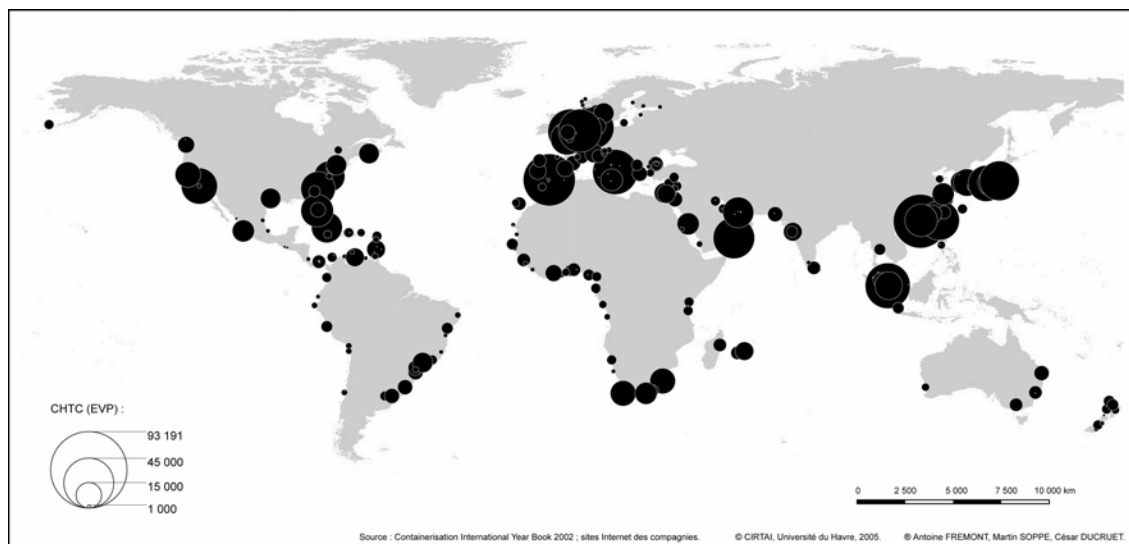 CHTC (EVP) :
93 191
45 000
15 000
1 000
0 2 500 5 000 7 500 10 000 km
Source : Containerisation International Year Book 2002 ; sites Internet des compagnies. © CIRTAI, Université du Havre, 2005. ® Antoine FREMONT, Martin SOPPE, César DUCRUET.